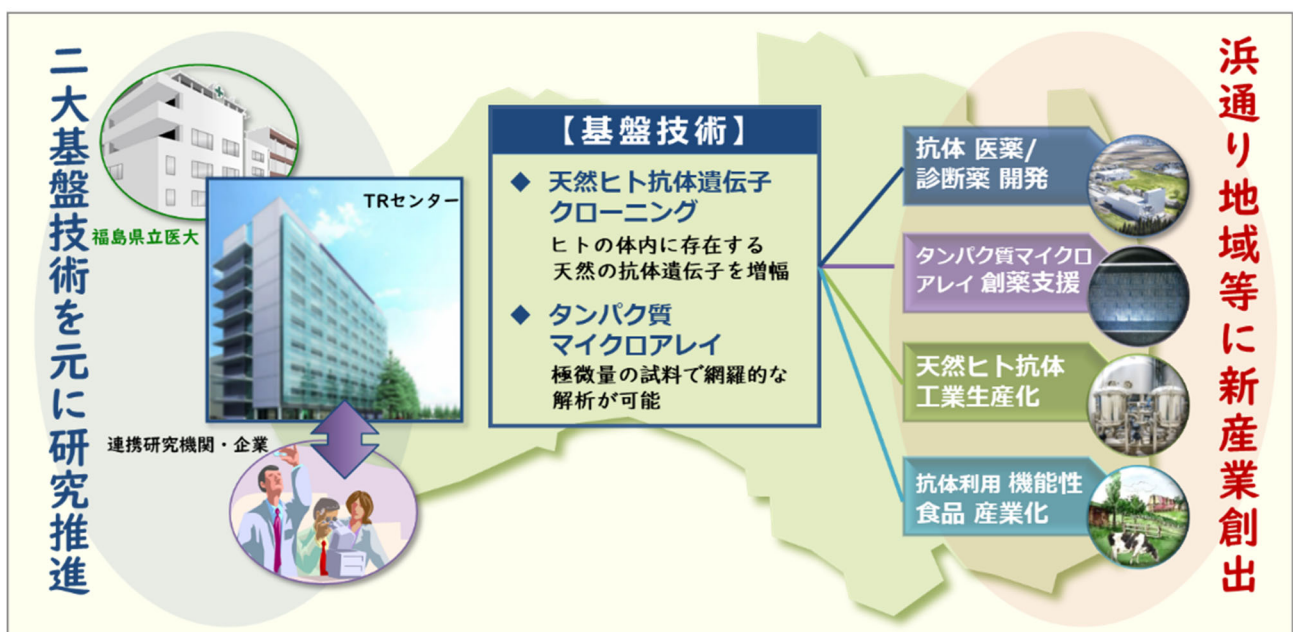 二大基盤技術を元に研究推進
福島県立医大
TRセンター
連携研究機関・企業
【基盤技術】
◆ 天然ヒト抗体遺伝子
クローニング
ヒトの体内に存在する
天然の抗体遺伝子を増幅
◆ タンパク質
マイクロアレイ
極微量の試料で網羅的な
解析が可能
抗体 医薬/
診断薬 開発
タンパク質マイクロ
アレイ 創薬支援
天然ヒト抗体
工業生産化
抗体利用 機能性
食品 産業化
浜通り地域等に新産業創出